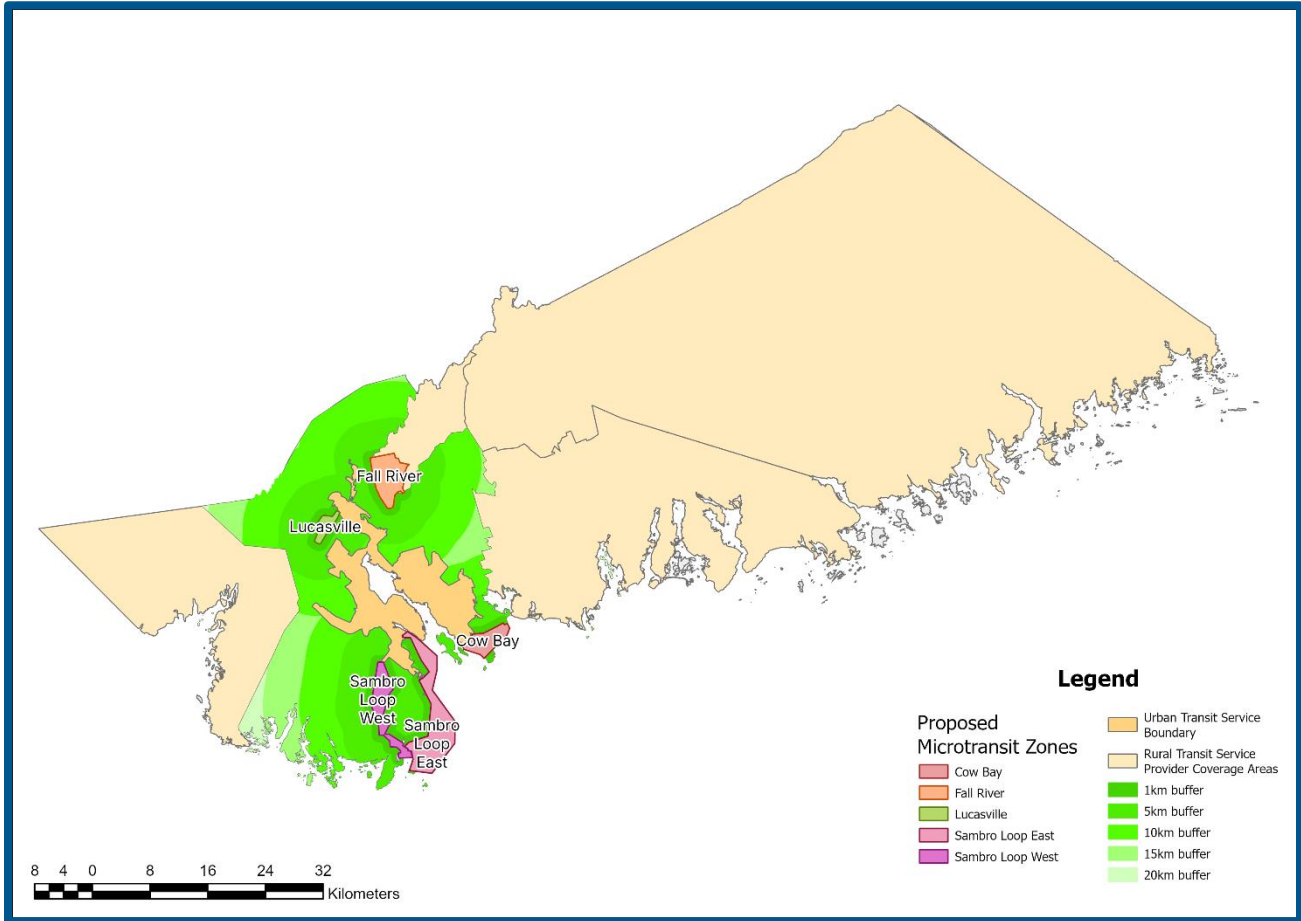 Fall River
Lucasville
Cow Bay
Sambro
Loop
West
Sambro
Loop
East
Legend
Proposed
Microtransit Zones
Cow Bay
Fall River
Lucasville
Sambro Loop East
Sambro Loop West
Urban Transit Service
Boundary
Rural Transit Service
Provider Coverage Areas
1km buffer
5km buffer
10km buffer
15km buffer
20km buffer
8 4 0 8 16 24 32
Kilometers